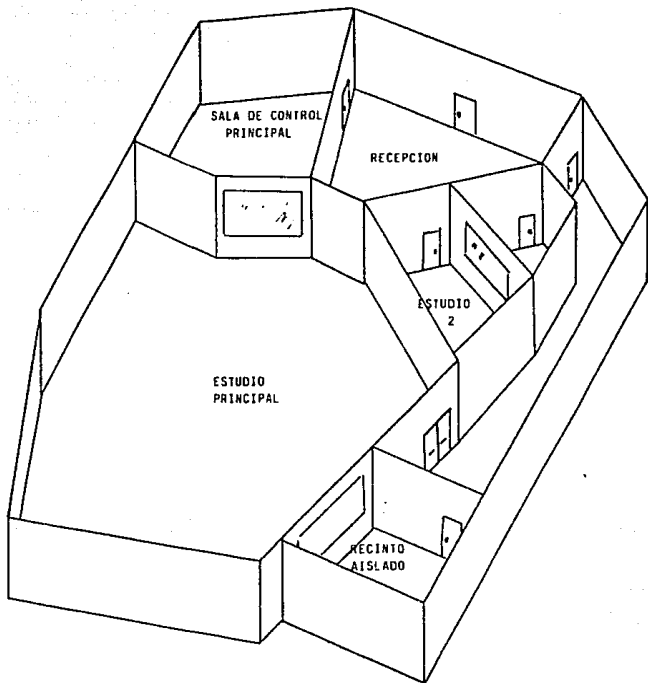 SALA DE CONTROL
PRINCIPAL
RECEPCION
ESTUDIO
2
ESTUDIO
PRINCIPAL
RECINTO
AISLADO